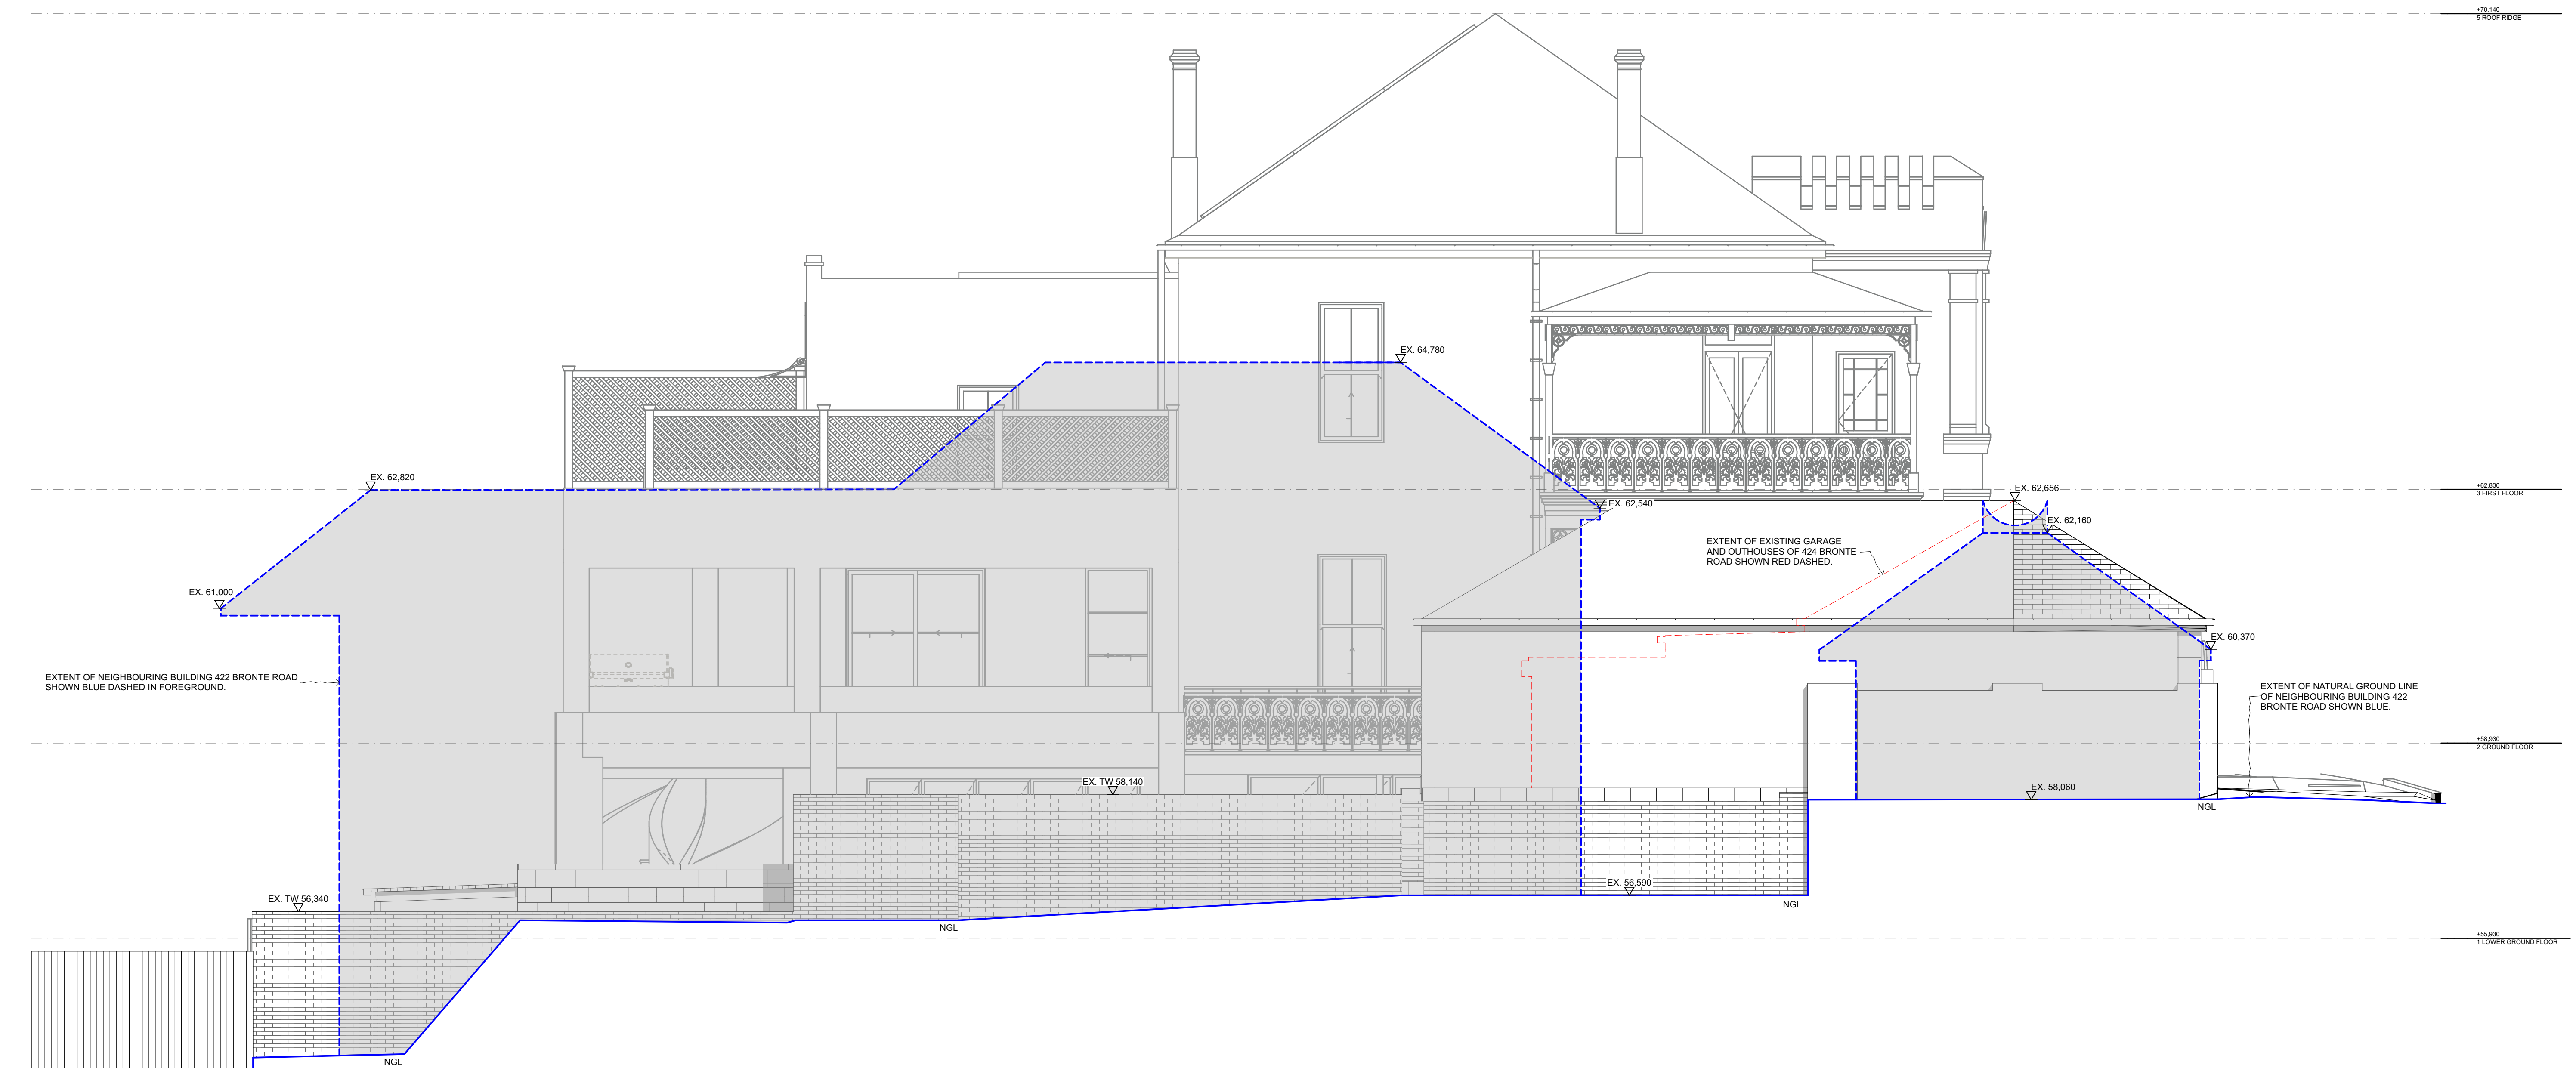 +70,140
5 ROOF RIDGE
EX. 64,780
EX. 62,820
+62,830
3 FIRST FLOOR
EX. 62,656
EX. 62,540
EX. 62,160
EXTENT OF EXISTING GARAGE
AND OUTHOUSES OF 424 BRONTE
ROAD SHOWN RED DASHED.
EX. 61,000
EX. 60,370
EXTENT OF NEIGHBOURING BUILDING 422 BRONTE ROAD
SHOWN BLUE DASHED IN FOREGROUND.
EXTENT OF NATURAL GROUND LINE
OF NEIGHBOURING BUILDING 422
BRONTE ROAD SHOWN BLUE.
+58,930
2 GROUND FLOOR
EX. TW 58,140
EX. 58,060
NGL
EX. 56,590
EX. TW 56,340
NGL
NGL
+55,930
1 LOWER GROUND FLOOR
NGL